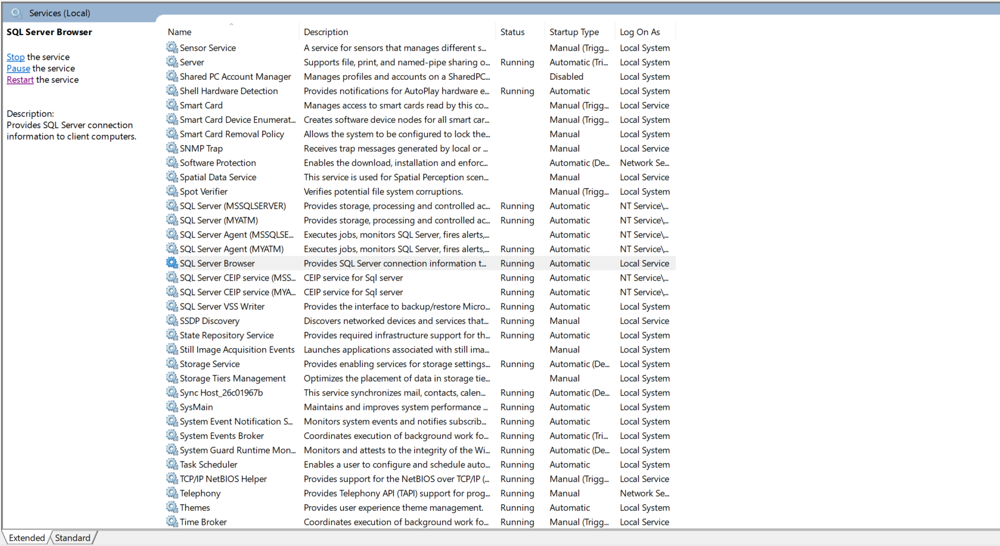 Services (Local)
SQL Server Browser
Stop the service
Pause the service
Restart the service
Description:
Provides SQL Server connection
information to client computers.
Name Description Status Startup Type Log On As
Sensor Service A service for sensors that manages different s... Manual (Trigg... Local System
Server Supports file, print, and named-pipe sharing o... Running Automatic (Tri... Local System
Shared PC Account Manager Manages profiles and accounts on a SharedPC... Disabled Local System
Shell Hardware Detection Provides notifications for AutoPlay hardware e... Running Automatic Local System
Smart Card Manages access to smart cards read by this co... Manual (Trigg... Local Service
Smart Card Device Enumerat... Creates software device nodes for all smart car... Manual (Trigg... Local System
Smart Card Removal Policy Allows the system to be configured to lock the... Manual Local System
SNMP Trap Receives trap messages generated by local or ... Manual Local Service
Software Protection Enables the download, installation and enforc... Automatic (De... Network Se...
Spatial Data Service This service is used for Spatial Perception scen... Manual Local Service
Spot Verifier Verifies potential file system corruptions. Manual (Trigg... Local System
SQL Server (MSSQLSERVER) Provides storage, processing and controlled ac... Running Automatic NT Service\...
SQL Server (MYATM) Provides storage, processing and controlled ac... Running Automatic NT Service\...
SQL Server Agent (MSSQLSE... Executes jobs, monitors SQL Server, fires alerts,... Automatic NT Service\...
SQL Server Agent (MYATM) Executes jobs, monitors SQL Server, fires alerts,... Running Automatic NT Service\...
SQL Server Browser Provides SQL Server connection information t... Running Automatic Local Service
SQL Server CEIP service (MSS... CEIP service for Sql server Running Automatic NT Service\...
SQL Server CEIP service (MYA... CEIP service for Sql server Running Automatic NT Service\...
SQL Server VSS Writer Provides the interface to backup/restore Micro... Running Automatic Local System
SSDP Discovery Discovers networked devices and services that... Running Manual Local Service
State Repository Service Provides required infrastructure support for th... Running Automatic Local System
Still Image Acquisition Events Launches applications associated with still ima... Manual Local System
Storage Service Provides enabling services for storage settings... Running Automatic (De... Local System
Storage Tiers Management Optimizes the placement of data in storage tie... Manual Local System
Sync Host_26c01967b This service synchronizes mail, contacts, calen... Running Automatic (De... Local System
SysMain Maintains and improves system performance ... Running Automatic Local System
System Event Notification S... Monitors system events and notifies subscrib... Running Automatic Local System
System Events Broker Coordinates execution of background work fo... Running Automatic (Tri... Local System
System Guard Runtime Mon... Monitors and attests to the integrity of the Wi... Running Automatic (De... Local System
Task Scheduler Enables a user to configure and schedule auto... Running Automatic Local System
TCP/IP NetBIOS Helper Provides support for the NetBIOS over TCP/IP (... Running Manual (Trigg... Local Service
Telephony Provides Telephony API (TAPI) support for prog... Running Manual Network Se...
Themes Provides user experience theme management. Running Automatic Local System
Time Broker Coordinates execution of background work fo... Running Manual (Trigg... Local Service
Extended Standard